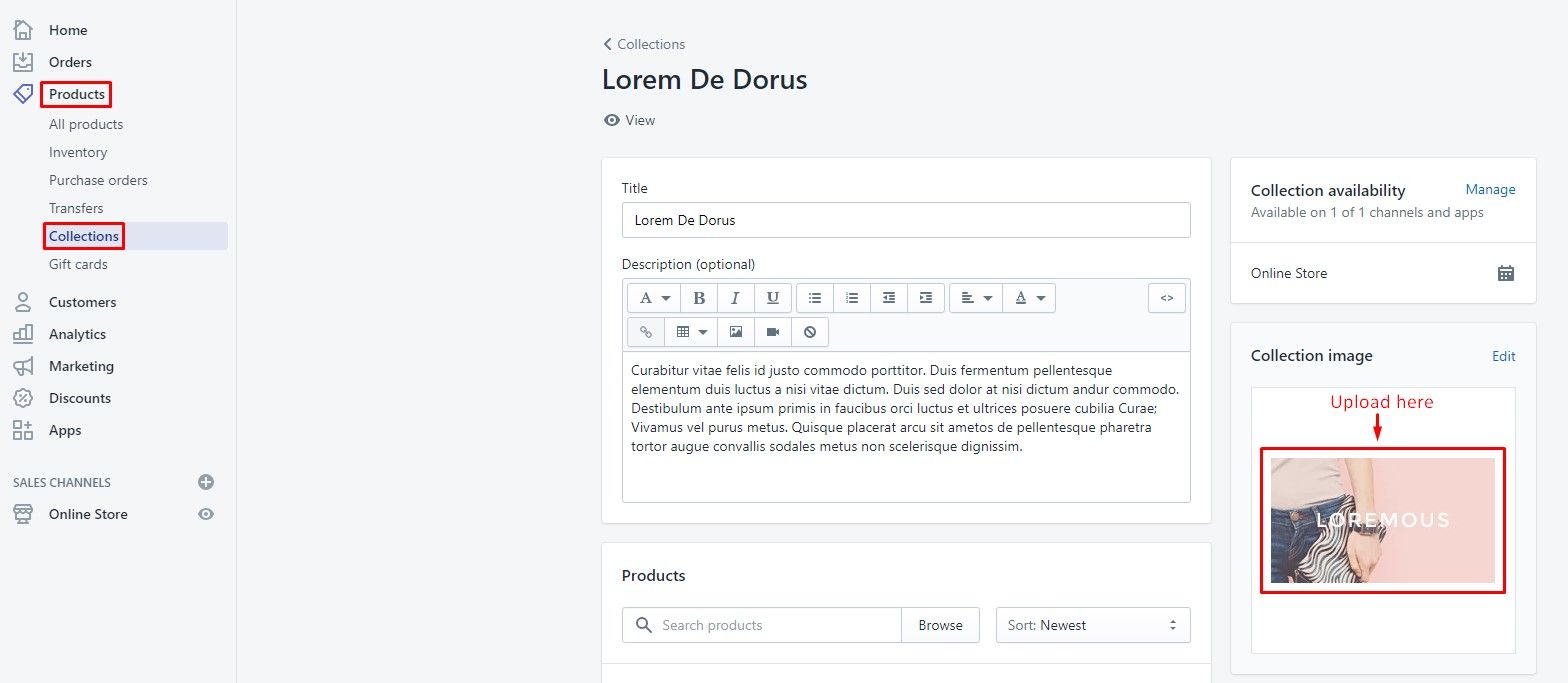 Home
Orders
Products
All products
Inventory
Purchase orders
Transfers
Collections
Gift cards
Customers
Analytics
Marketing
Discounts
Apps
SALES CHANNELS
Online Store
Collections
Lorem De Dorus
View
Title
Lorem De Dorus
Description (optional)
A B I U A <>
Curabitur vitae felis id justo commodo porttitor. Duis fermentum pellentesque
elementum duis luctus a nisi vitae dictum. Duis sed dolor at nisi dictum andur commodo.
Destibulum ante ipsum primis in faucibus orci luctus et ultrices posuere cubilia Curae;
Vivamus vel purus metus. Quisque placerat arcu sit ametos de pellentesque pharetra
tortor augue convallis sodales metus non scelerisque dignissim.
Products
Search products Browse Sort: Newest
Collection availability Manage
Available on 1 of 1 channels and apps
Online Store
Collection image Edit
Upload here
LOREMOUS